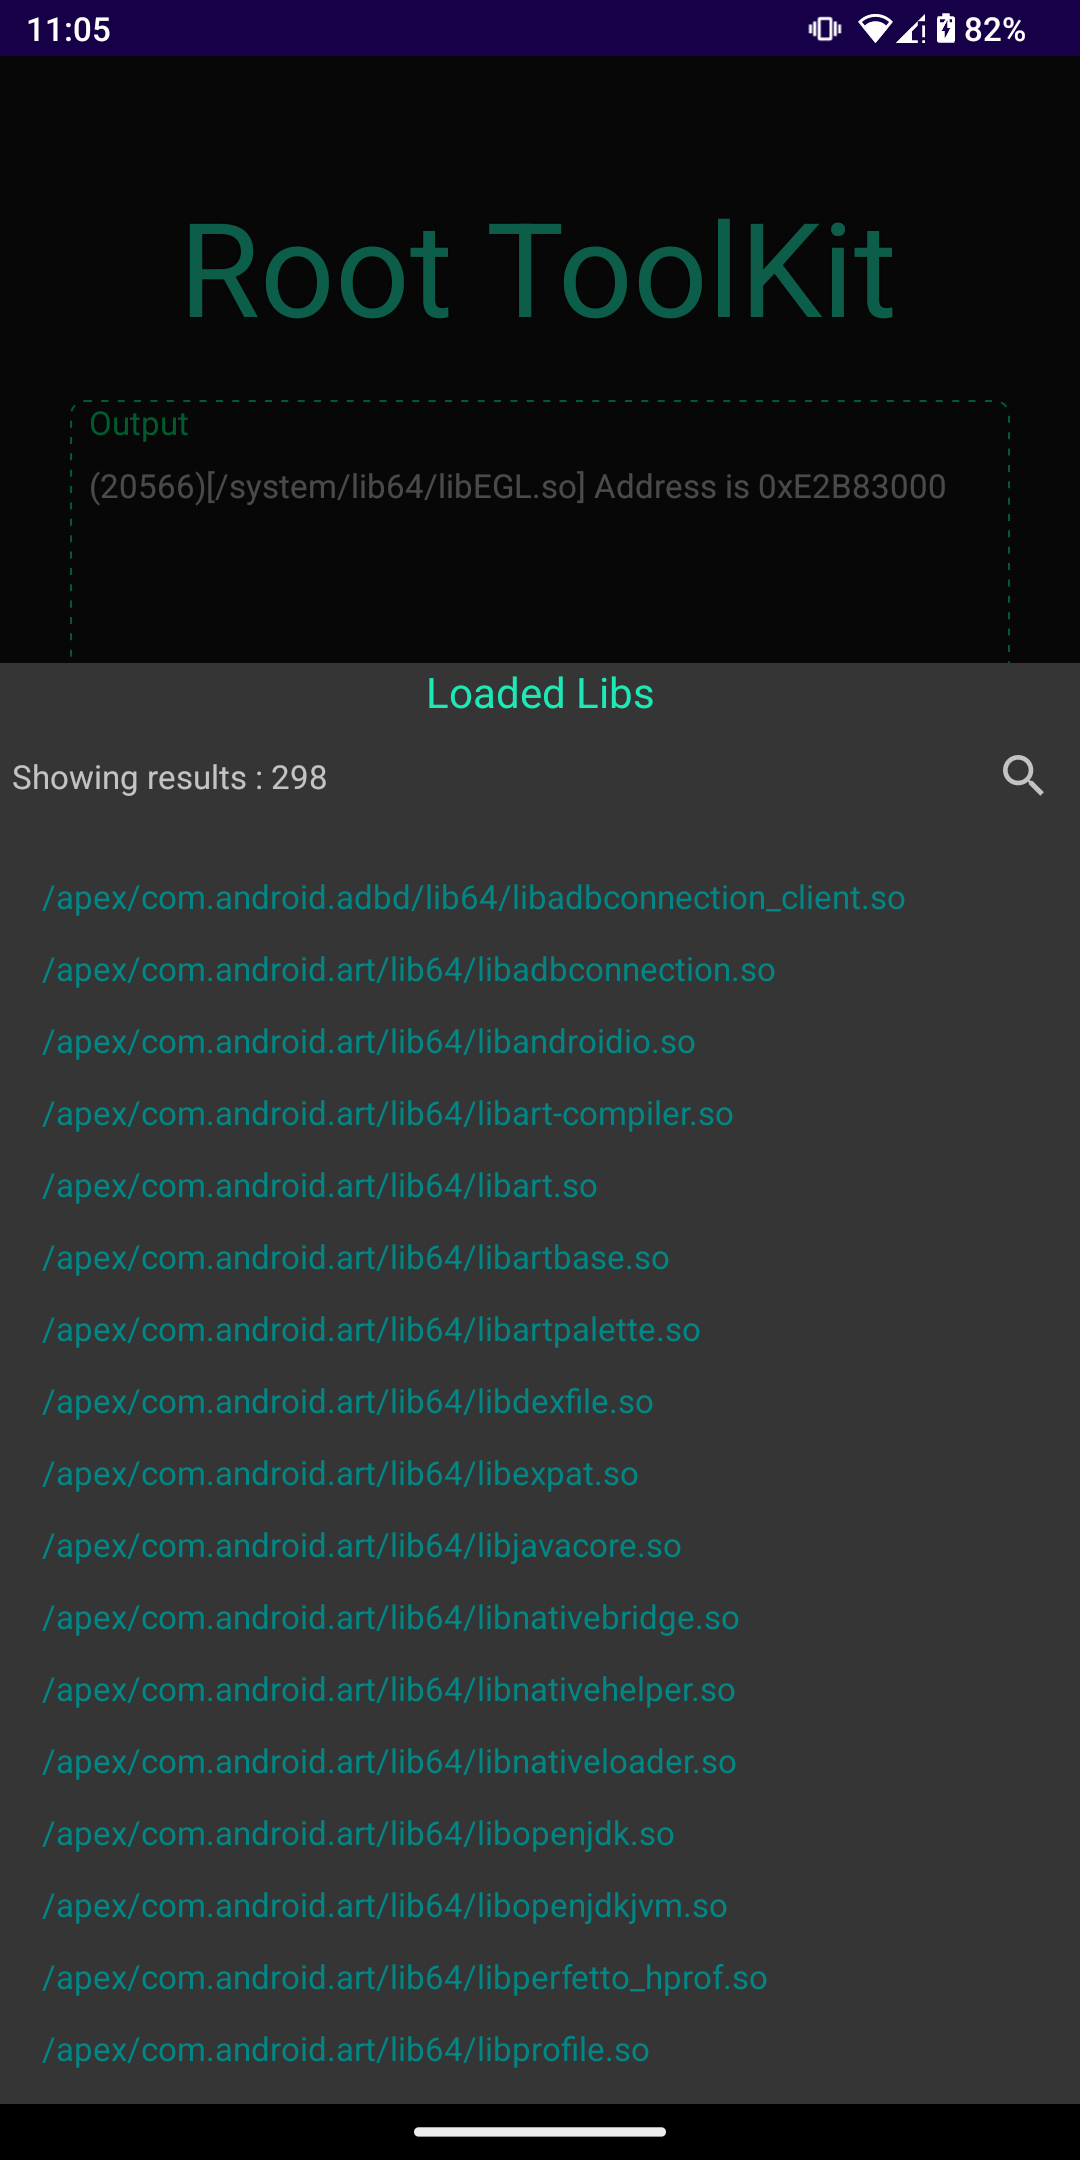 11:05 82%
Root ToolKit
Output
(20566)[/system/lib64/libEGL.so] Address is 0xE2B83000
Loaded Libs
Showing results : 298
/apex/com.android.adbd/lib64/libadbconnection_client.so
/apex/com.android.art/lib64/libadbconnection.so
/apex/com.android.art/lib64/libandroidio.so
/apex/com.android.art/lib64/libart-compiler.so
/apex/com.android.art/lib64/libart.so
/apex/com.android.art/lib64/libartbase.so
/apex/com.android.art/lib64/libartpalette.so
/apex/com.android.art/lib64/libdexfile.so
/apex/com.android.art/lib64/libexpat.so
/apex/com.android.art/lib64/libjavacore.so
/apex/com.android.art/lib64/libnativebridge.so
/apex/com.android.art/lib64/libnativehelper.so
/apex/com.android.art/lib64/libnativeloader.so
/apex/com.android.art/lib64/libopenjdk.so
/apex/com.android.art/lib64/libopenjdkjvm.so
/apex/com.android.art/lib64/libperfetto_hprof.so
/apex/com.android.art/lib64/libprofile.so